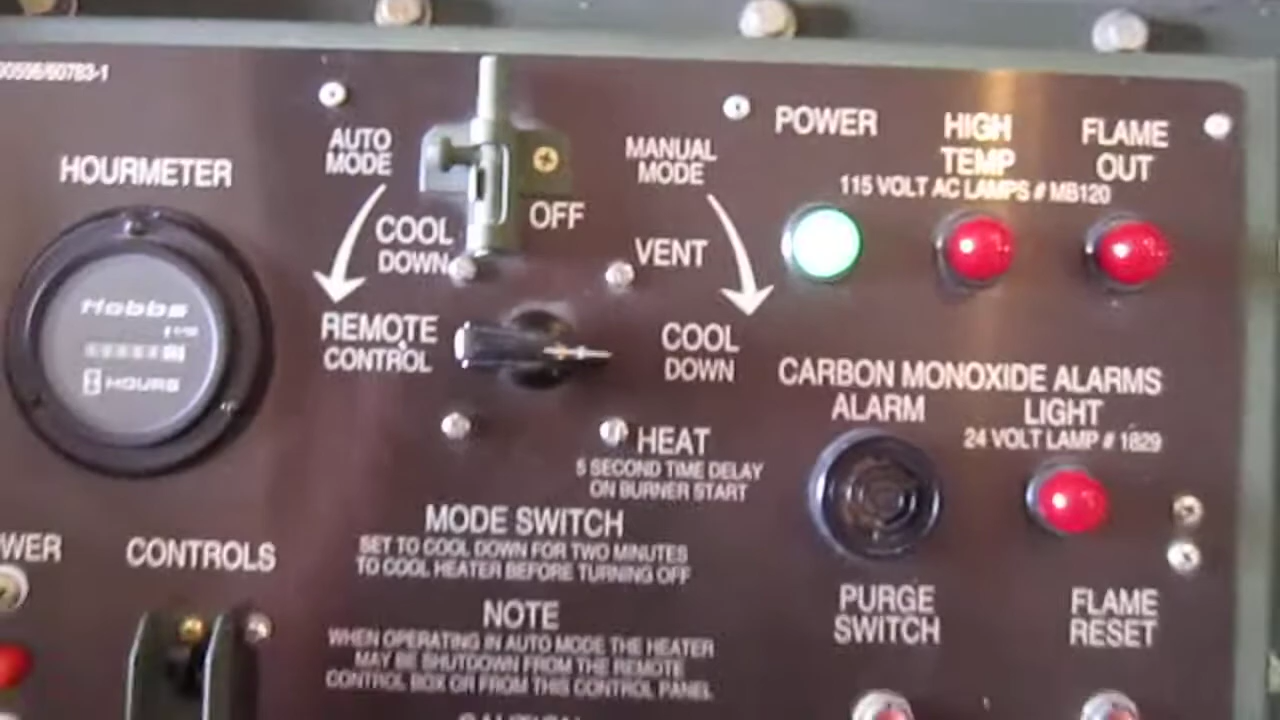 HOURMETER
Hobbs
HOURS
AUTO
MODE
COOL
DOWN
REMOTE
CONTROL
OFF
MANUAL
MODE
VENT
COOL
DOWN
HEAT
5 SECOND TIME DELAY
ON BURNER START
POWER
HIGH
TEMP
FLAME
OUT
115 VOLT AC LAMPS # MB120
CARBON MONOXIDE ALARMS
ALARM
LIGHT
24 VOLT LAMP # 1829
MODE SWITCH
SET TO COOL DOWN FOR TWO MINUTES
TO COOL HEATER BEFORE TURNING OFF
NOTE
WHEN OPERATING IN AUTO MODE THE HEATER
MAY BE SHUTDOWN FROM THE REMOTE
CONTROL BOX OR FROM THIS CONTROL PANEL
CONTROLS
PURGE
SWITCH
FLAME
RESET